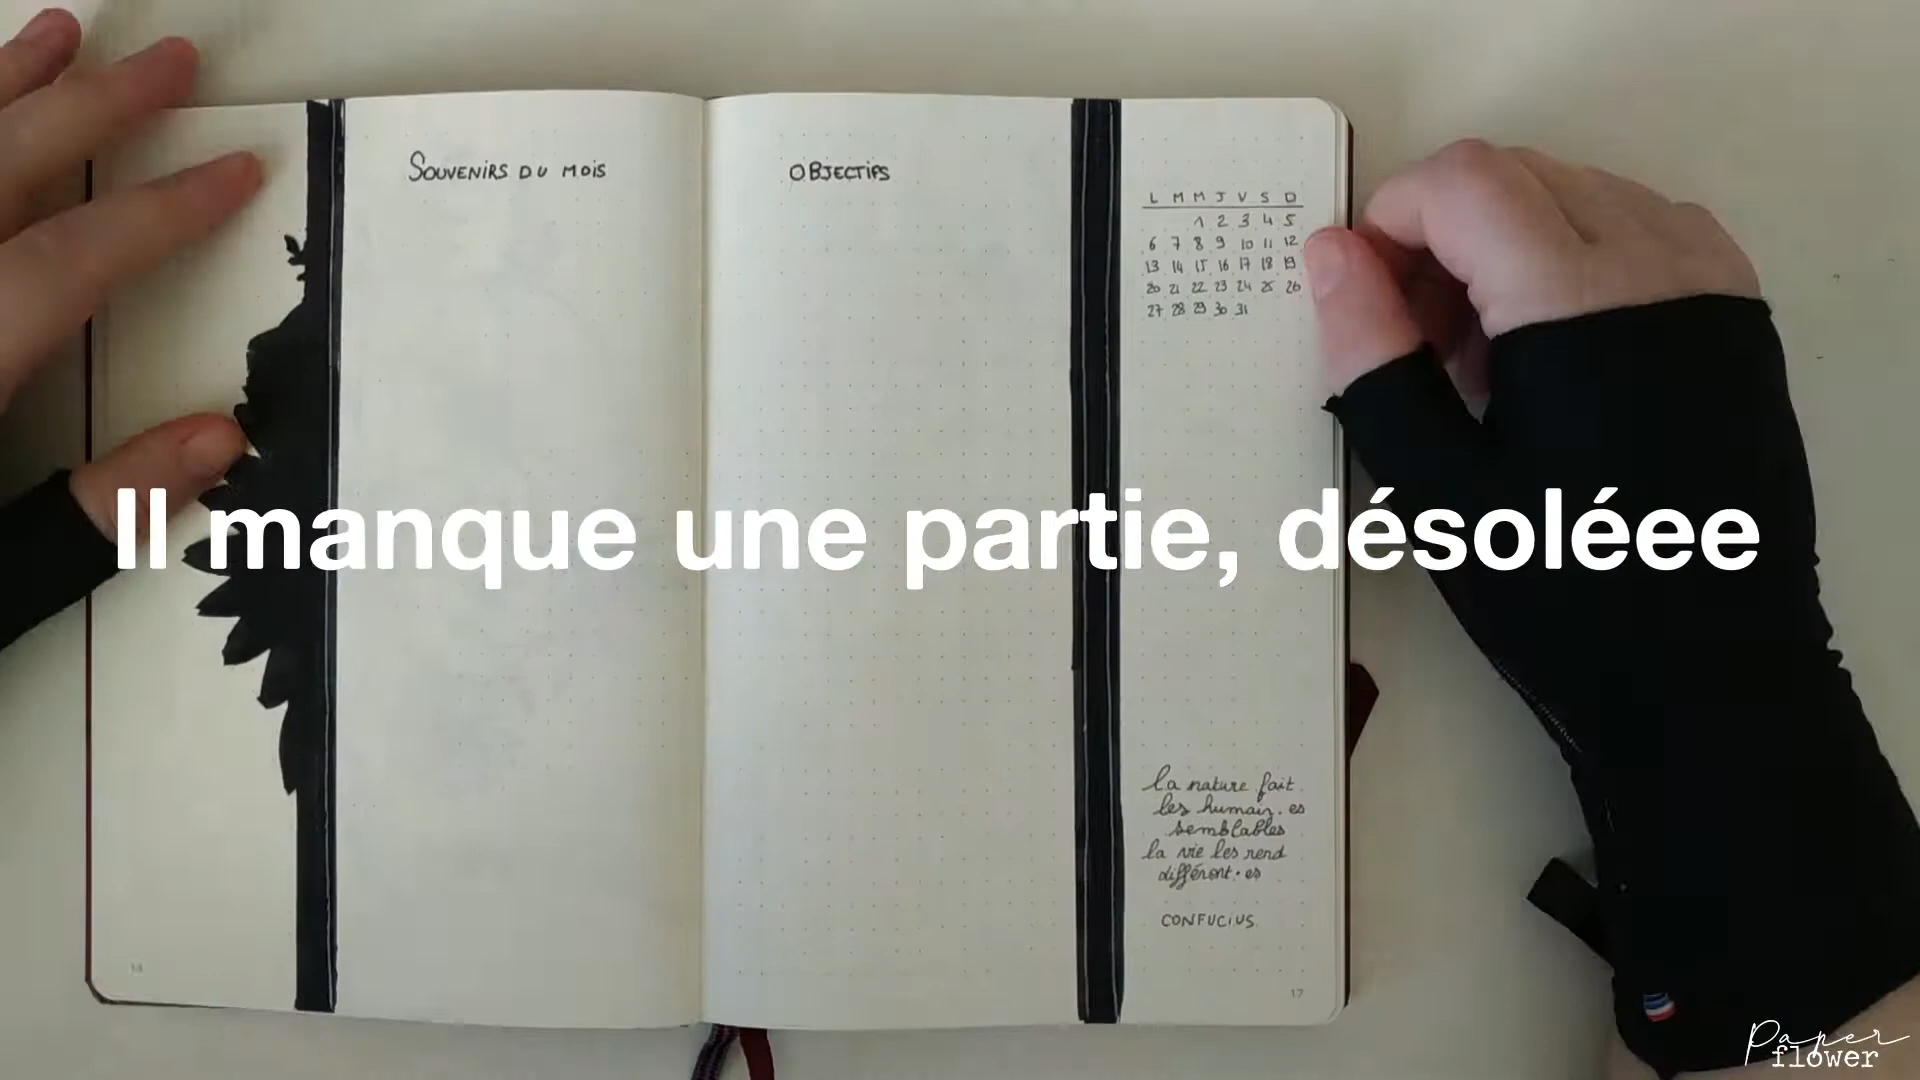 SOUVENIRS DU MOIS
OBJECTIFS
L M M J V S D
1 2 3 4 5
6 7 8 9 10 11 12
13 14 15 16 17 18 19
20 21 22 23 24 25 26
27 28 29 30 31
Il manque une partie, désoléee
la nature fait
les humain.es
semblables
la vie les rend
différent.es
CONFUCIUS
17
Paper
flower